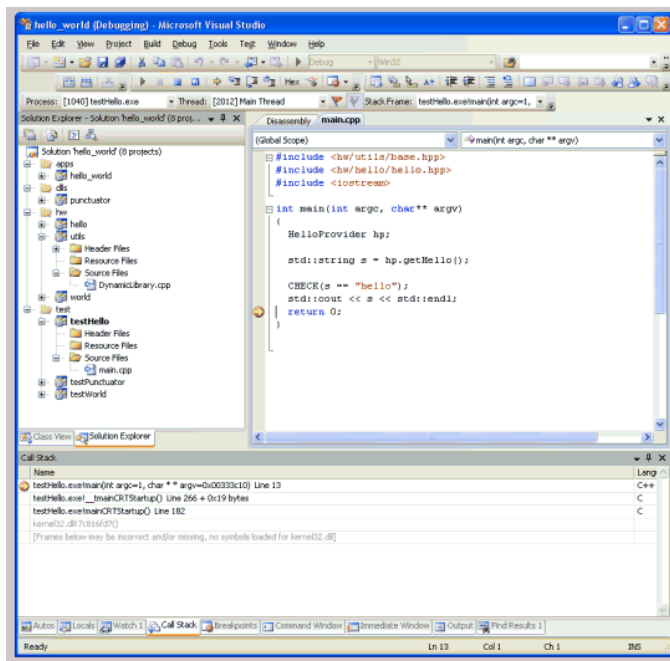 hello_world (Debugging) - Microsoft Visual Studio
File Edit View Project Build Debug Tools Test Window Help
Debug Win32
Hex
Process: [1040] testHello.exe Thread: [2012] Main Thread Stack Frame: testHello.exe!main(int argc=1,
Solution Explorer - Solution 'hello_world' (8 proj...
Disassembly main.cpp
(Global Scope) main(int argc, char ** argv)
Solution 'hello_world' (8 projects)
apps
hello_world
dlls
punctuator
hw
hello
utils
Header Files
Resource Files
Source Files
DynamicLibrary.cpp
world
test
testHello
Header Files
Resource Files
Source Files
main.cpp
testPunctuator
testWorld
#include <hw/utils/base.hpp>
#include <hw/hello/hello.hpp>
#include <iostream>
int main(int argc, char** argv)
{
HelloProvider hp;
std::string s = hp.getHello();
CHECK(s == "hello");
std::cout << s << std::endl;
return 0;
}
Class View Solution Explorer
Call Stack
Name Lang
testHello.exe!main(int argc=1, char * * argv=0x00333c10) Line 13 C++
testHello.exe!__tmainCRTStartup() Line 266 + 0x19 bytes C
testHello.exe!mainCRTStartup() Line 182 C
kernel32.dll!7c816fd7()
[Frames below may be incorrect and/or missing, no symbols loaded for kernel32.dll]
Autos Locals Watch 1 Call Stack Breakpoints Command Window Immediate Window Output Find Results 1
Ready Ln 13 Col 1 Ch 1 INS